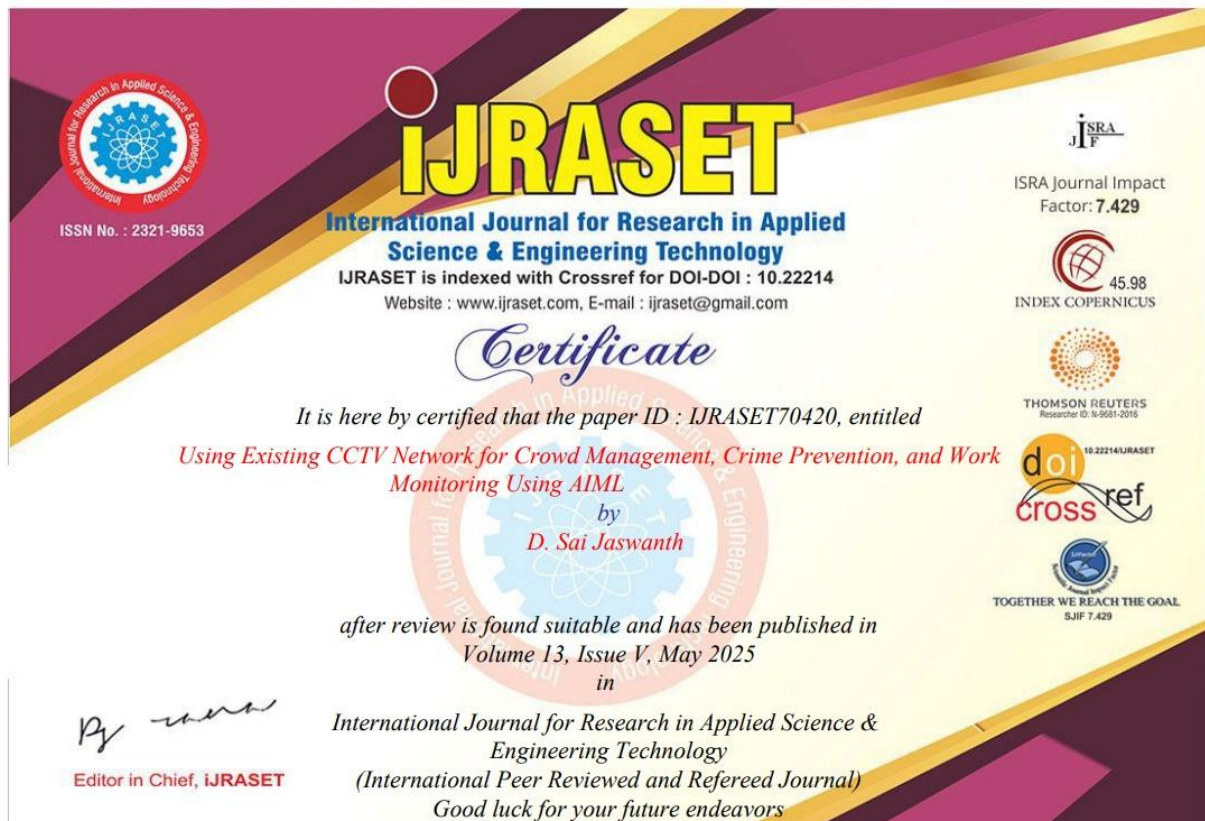 International Journal for Research in Applied Science & Engineering Technology
IJRASET
ISSN No. : 2321-9653
iJRASET
International Journal for Research in Applied
Science & Engineering Technology
IJRASET is indexed with Crossref for DOI-DOI : 10.22214
Website : www.ijraset.com, E-mail : ijraset@gmail.com
Certificate
It is here by certified that the paper ID : IJRASET70420, entitled
Using Existing CCTV Network for Crowd Management, Crime Prevention, and Work
Monitoring Using AIML
by
D. Sai Jaswanth
after review is found suitable and has been published in
Volume 13, Issue V, May 2025
in
International Journal for Research in Applied Science &
Engineering Technology
(International Peer Reviewed and Refereed Journal)
Good luck for your future endeavors
Editor in Chief, iJRASET
ISRA
JIF
ISRA Journal Impact
Factor: 7.429
45.98
INDEX COPERNICUS
THOMSON REUTERS
Researcher ID: N-9681-2016
doi
10.22214/IJRASET
cross ref
TOGETHER WE REACH THE GOAL
SJIF 7.429